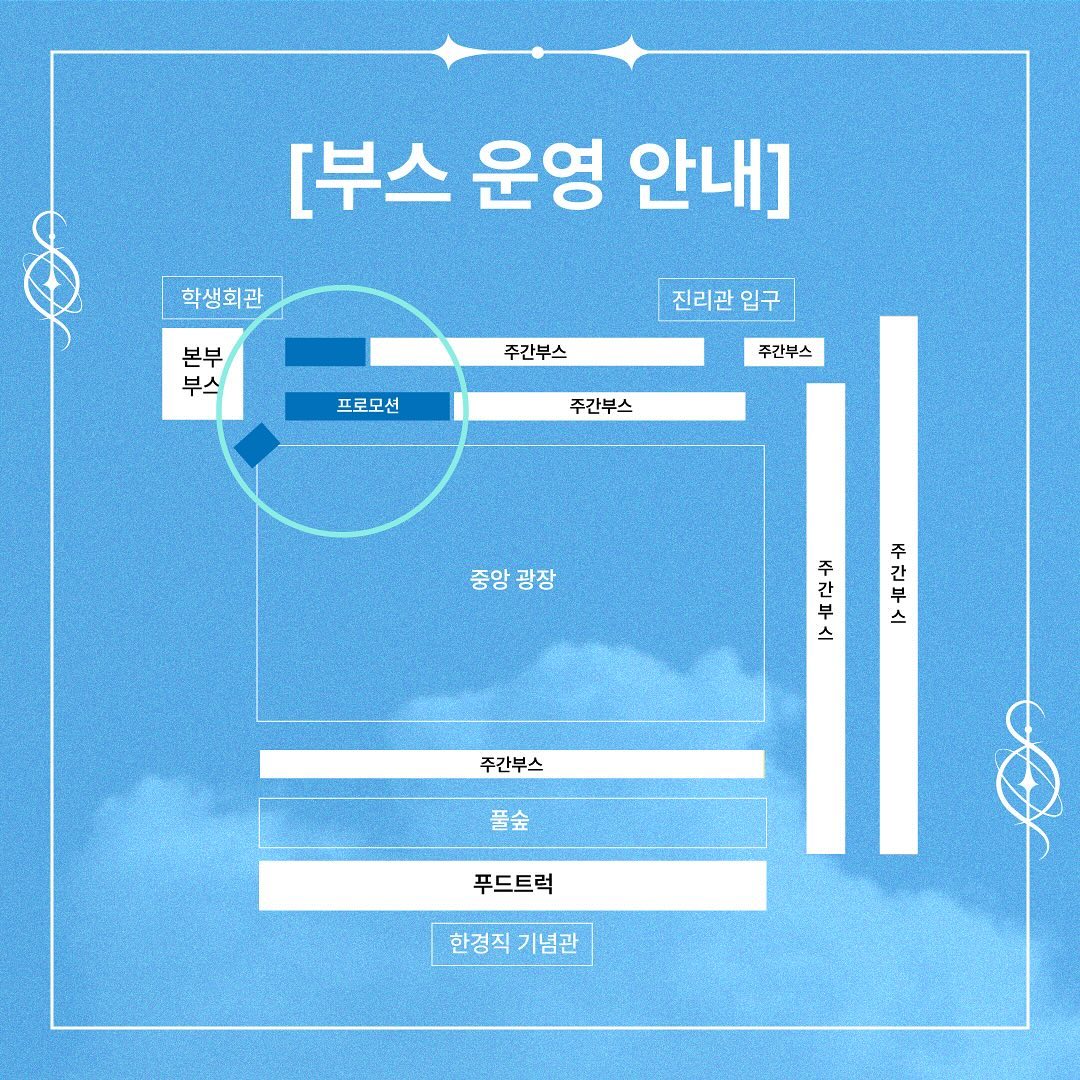 [부스 운영 안내]
학생회관
진리관 입구
본부
부스
주간부스
주간부스
프로모션
주간부스
중앙 광장
주간부스
주간부스
주간부스
풀숲
푸드트럭
한경직 기념관